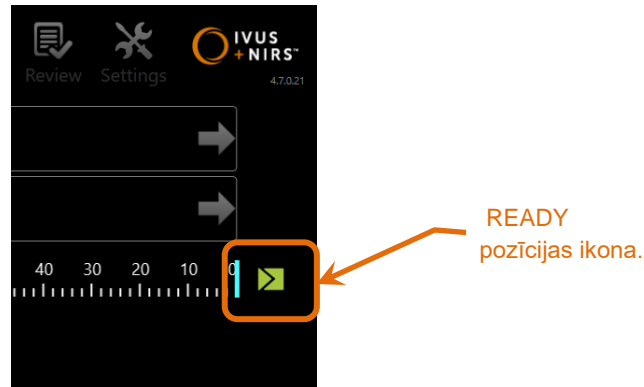 IVUS
+NIRS™
Review Settings
4.7.0.21
40 30 20 10 0
READY
pozīcijas ikona.